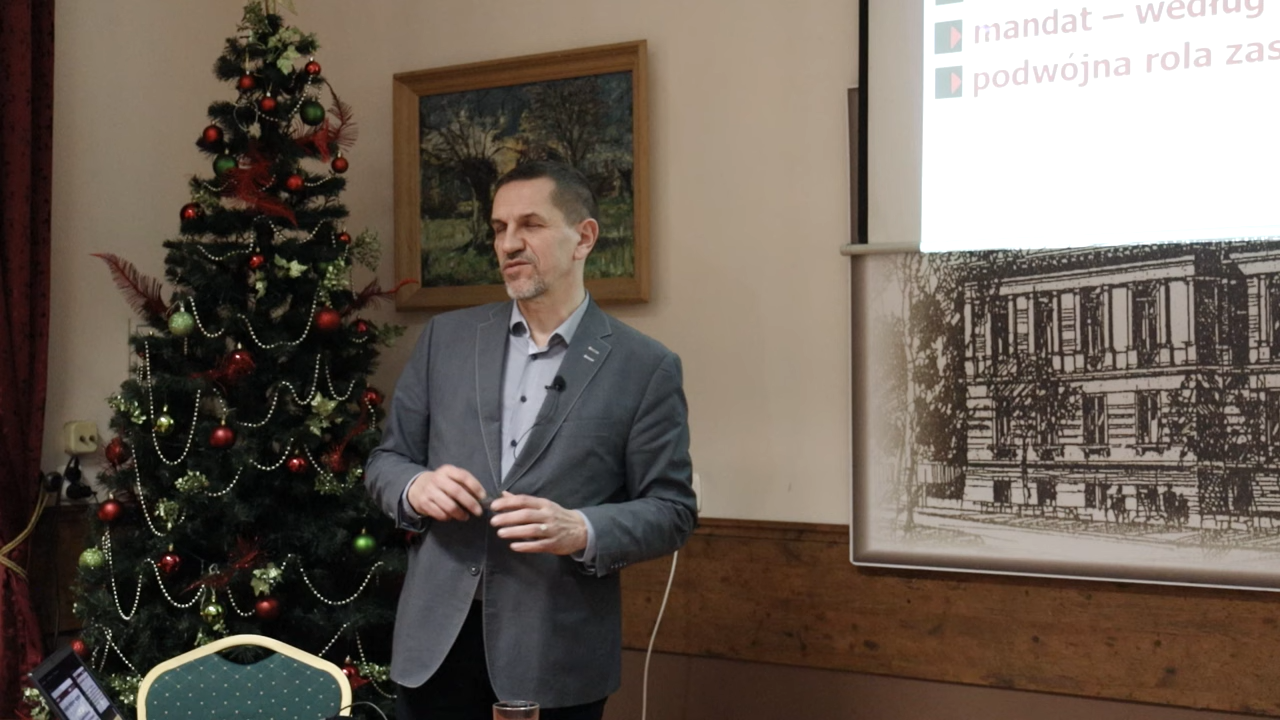 mandat – według
podwójna rola zas